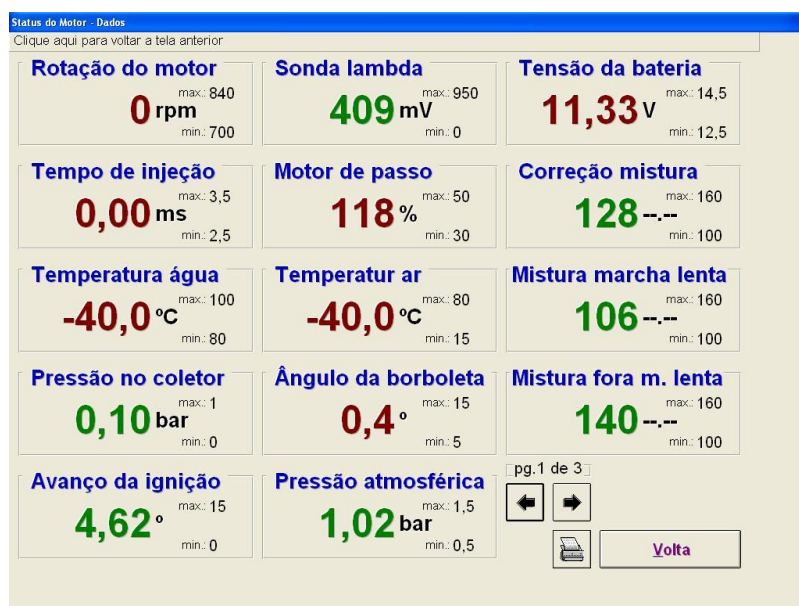 Status do Motor - Dados
Clique aqui para voltar a tela anterior
Rotação do motor
max.: 840
0 rpm
min.: 700
Sonda lambda
max.: 950
409 mV
min.: 0
Tensão da bateria
max.: 14,5
11,33 V
min.: 12,5
Tempo de injeção
max.: 3,5
0,00 ms
min.: 2,5
Motor de passo
max.: 50
118 %
min.: 30
Correção mistura
max.: 160
128 --.--
min.: 100
Temperatura água
max.: 100
-40,0 ºC
min.: 80
Temperatur ar
max.: 80
-40,0 ºC
min.: 15
Mistura marcha lenta
max.: 160
106 --.--
min.: 100
Pressão no coletor
max.: 1
0,10 bar
min.: 0
Ângulo da borboleta
max.: 15
0,4 º
min.: 5
Mistura fora m. lenta
max.: 160
140 --.--
min.: 100
Avanço da ignição
max.: 15
4,62 º
min.: 0
Pressão atmosférica
max.: 1,5
1,02 bar
min.: 0,5
pg.1 de 3
Volta